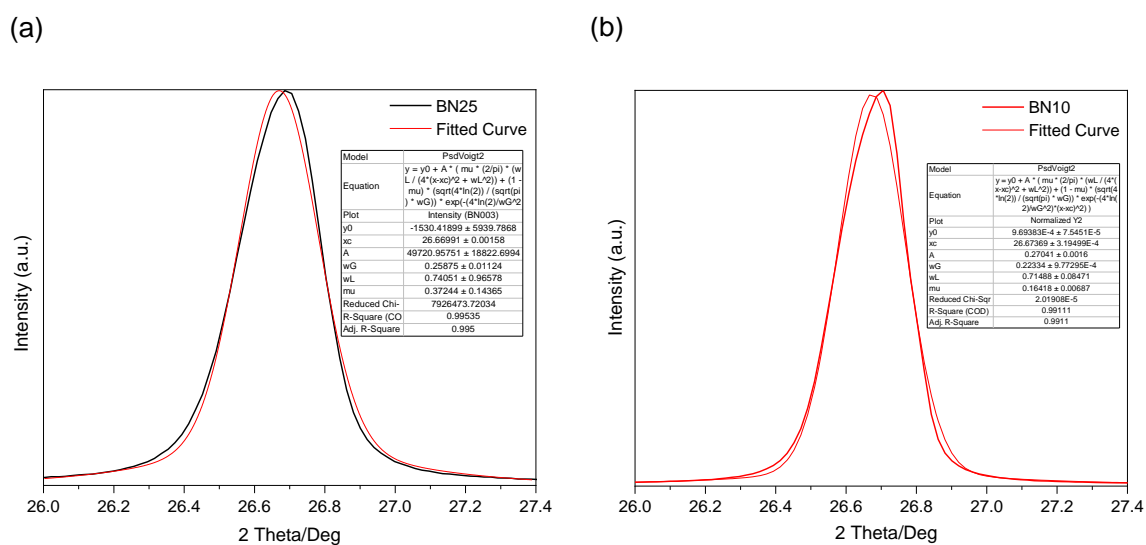 (a)
BN25
Fitted Curve
Model PsdVoigt2
Equation y = y0 + A * ( mu * (2/pi) * (w
L / (4*(x-xc)^2 + wL^2)) + (1 -
mu) * (sqrt(4*ln(2)) / (sqrt(pi
) * wG)) * exp(-(4*ln(2)/wG^2
Plot Intensity (BN003)
y0 -1530.41899 ± 5939.7868
xc 26.66991 ± 0.00158
A 49720.95751 ± 18822.6994
wG 0.25875 ± 0.01124
wL 0.74051 ± 0.96578
mu 0.37244 ± 0.14365
Reduced Chi- 7926473.72034
R-Square (CO 0.99535
Adj. R-Square 0.995
Intensity (a.u.)
26.0 26.2 26.4 26.6 26.8 27.0 27.2 27.4
2 Theta/Deg
(b)
BN10
Fitted Curve
Model PsdVoigt2
Equation y = y0 + A * ( mu * (2/pi) * (wL / (4*(
x-xc)^2 + wL^2)) + (1 - mu) * (sqrt(4
*ln(2)) / (sqrt(pi) * wG)) * exp(-(4*ln(
2)/wG^2)*(x-xc)^2) )
Plot Normalized Y2
y0 9.69383E-4 ± 7.5451E-5
xc 26.67369 ± 3.19499E-4
A 0.27041 ± 0.0016
wG 0.22334 ± 9.77295E-4
wL 0.71488 ± 0.08471
mu 0.16418 ± 0.00687
Reduced Chi-Sqr 2.01908E-5
R-Square (COD) 0.99111
Adj. R-Square 0.9911
Intensity (a.u.)
26.0 26.2 26.4 26.6 26.8 27.0 27.2 27.4
2 Theta/Deg